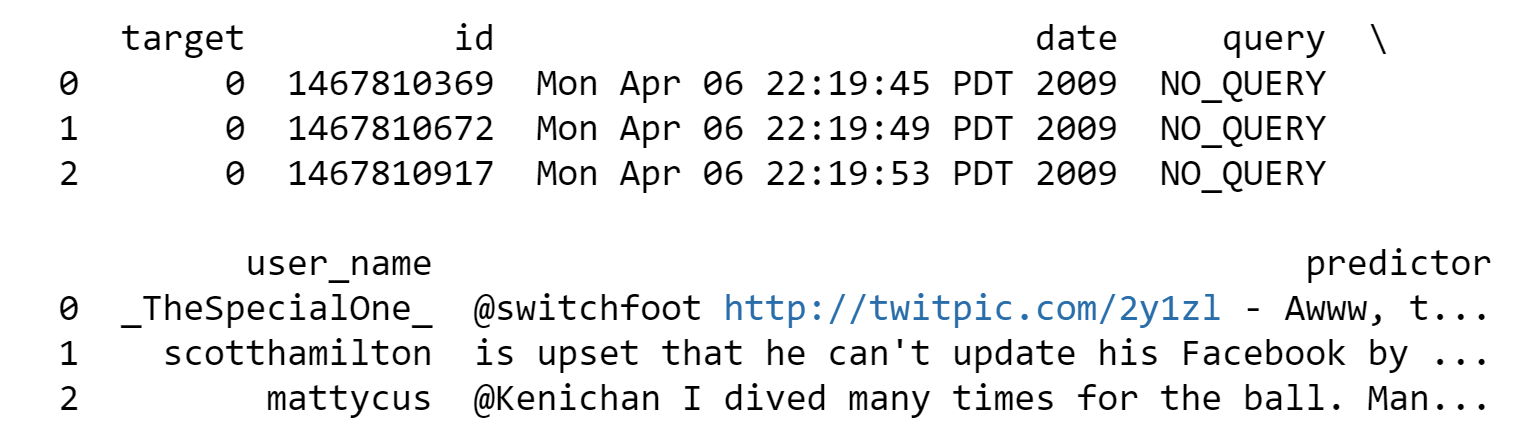 target id date query \
0 0 1467810369 Mon Apr 06 22:19:45 PDT 2009 NO_QUERY
1 0 1467810672 Mon Apr 06 22:19:49 PDT 2009 NO_QUERY
2 0 1467810917 Mon Apr 06 22:19:53 PDT 2009 NO_QUERY
user_name predictor
0 _TheSpecialOne_ @switchfoot http://twitpic.com/2y1zl - Awww, t...
1 scotthamilton is upset that he can't update his Facebook by ...
2 mattycus @Kenichan I dived many times for the ball. Man...